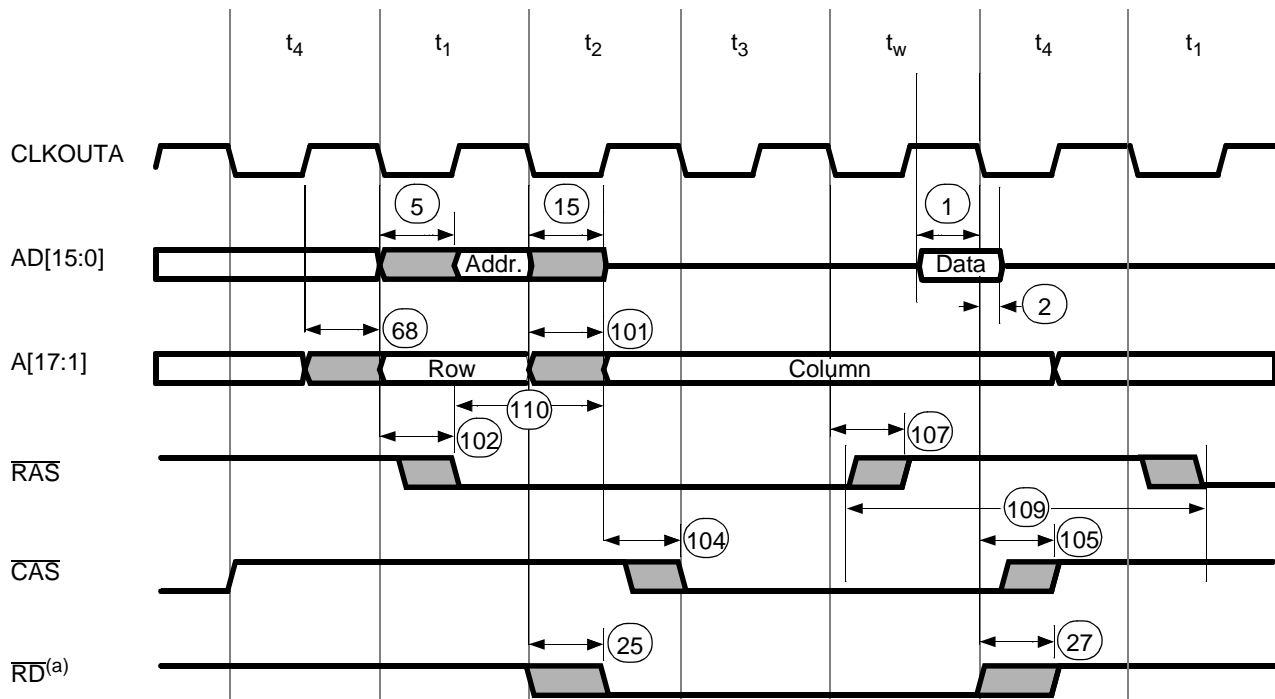 t4 t1 t2 t3 tw t4 t1
CLKOUTA
5 15 1
AD[15:0] Addr. Data
2
68 101
A[17:1] Row Column
110
102 107
RAS
109
104 105
CAS
25 27
RD(a)